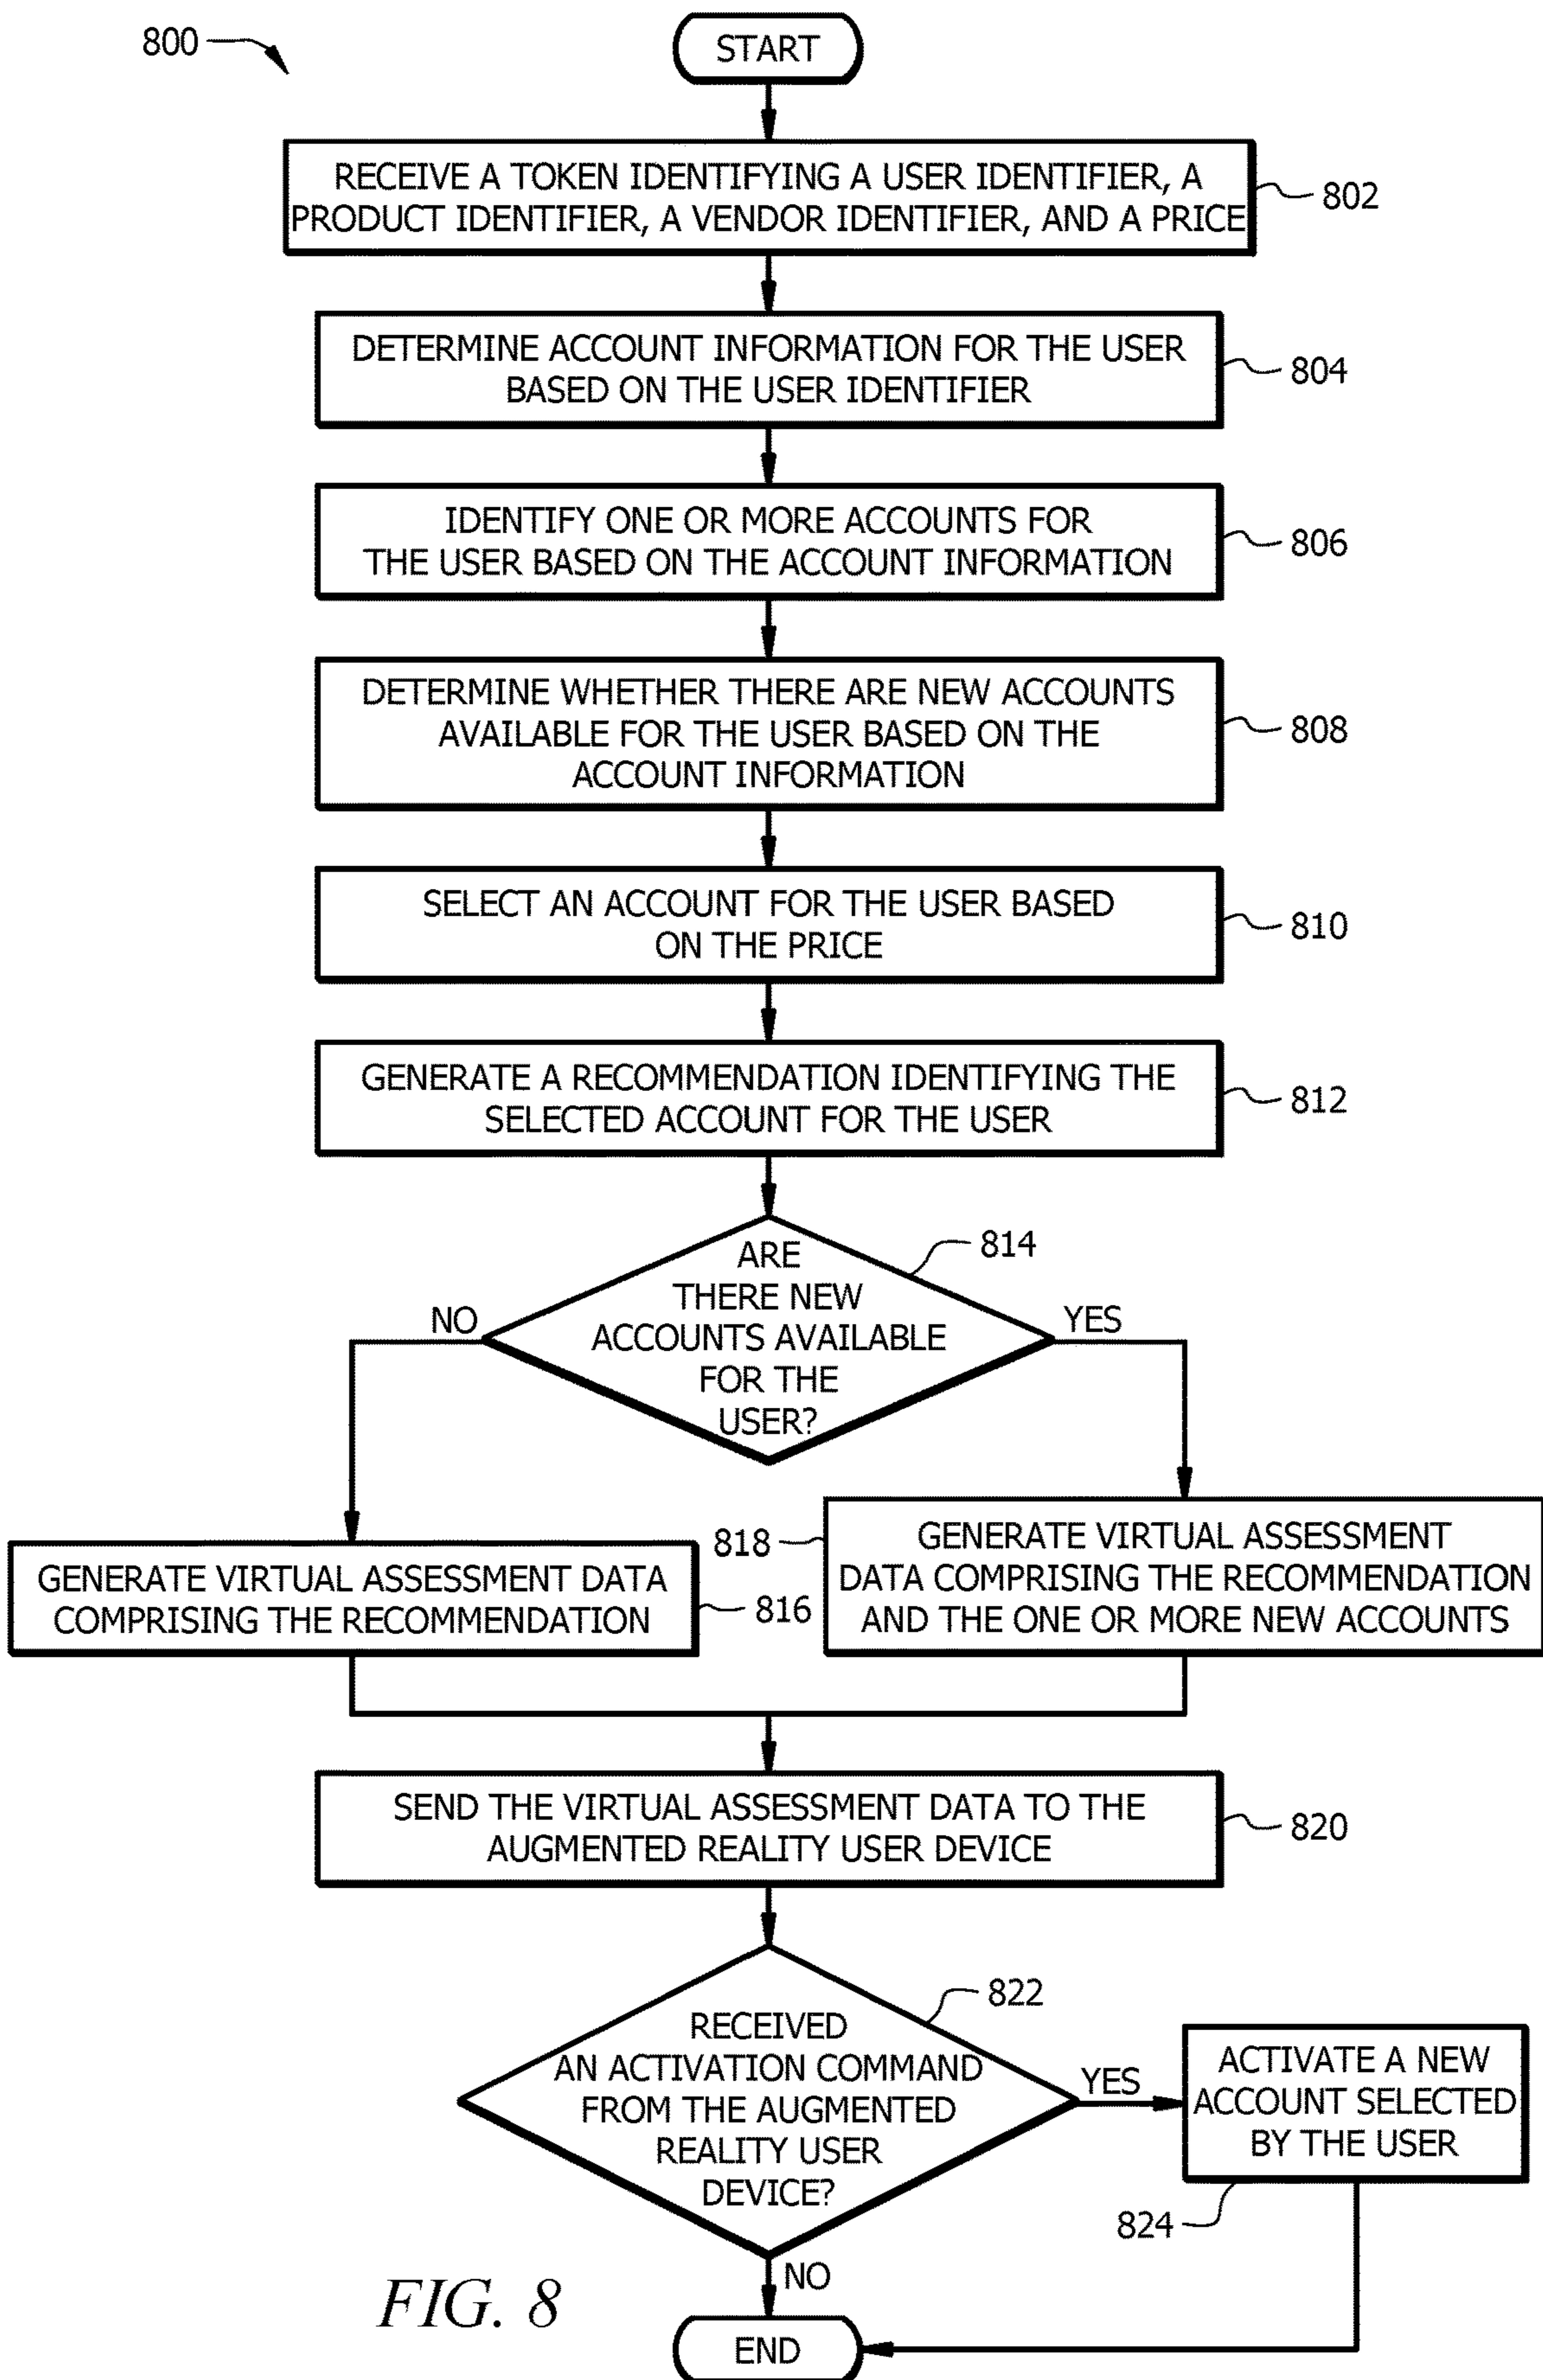 800
START
RECEIVE A TOKEN IDENTIFYING A USER IDENTIFIER, A
PRODUCT IDENTIFIER, A VENDOR IDENTIFIER, AND A PRICE
802
DETERMINE ACCOUNT INFORMATION FOR THE USER
BASED ON THE USER IDENTIFIER
804
IDENTIFY ONE OR MORE ACCOUNTS FOR
THE USER BASED ON THE ACCOUNT INFORMATION
806
DETERMINE WHETHER THERE ARE NEW ACCOUNTS
AVAILABLE FOR THE USER BASED ON THE
ACCOUNT INFORMATION
808
SELECT AN ACCOUNT FOR THE USER BASED
ON THE PRICE
810
GENERATE A RECOMMENDATION IDENTIFYING THE
SELECTED ACCOUNT FOR THE USER
812
ARE
THERE NEW
ACCOUNTS AVAILABLE
FOR THE
USER?
814
NO
YES
GENERATE VIRTUAL ASSESSMENT DATA
COMPRISING THE RECOMMENDATION
816
818
GENERATE VIRTUAL ASSESSMENT
DATA COMPRISING THE RECOMMENDATION
AND THE ONE OR MORE NEW ACCOUNTS
SEND THE VIRTUAL ASSESSMENT DATA TO THE
AUGMENTED REALITY USER DEVICE
820
RECEIVED
AN ACTIVATION COMMAND
FROM THE AUGMENTED
REALITY USER
DEVICE?
822
YES
ACTIVATE A NEW
ACCOUNT SELECTED
BY THE USER
824
NO
FIG. 8
END